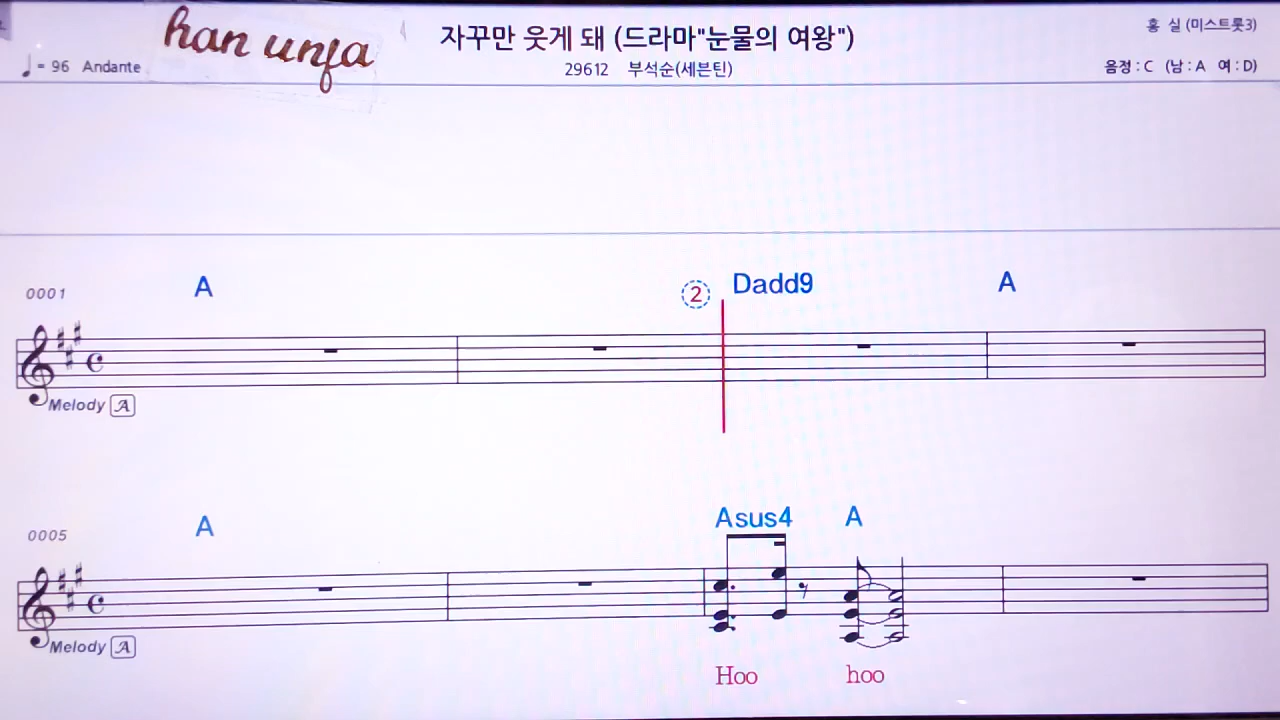 han unfa
자꾸만 웃게 돼 (드라마"눈물의 여왕")
홍 실 (미스트롯3)
♩ = 96 Andante
29612 부석순(세븐틴)
음정 : C (남 : A 여 : D)
0001 A ② Dadd9 A
Melody A
0005 A Asus4 A
Melody A
Hoo hoo